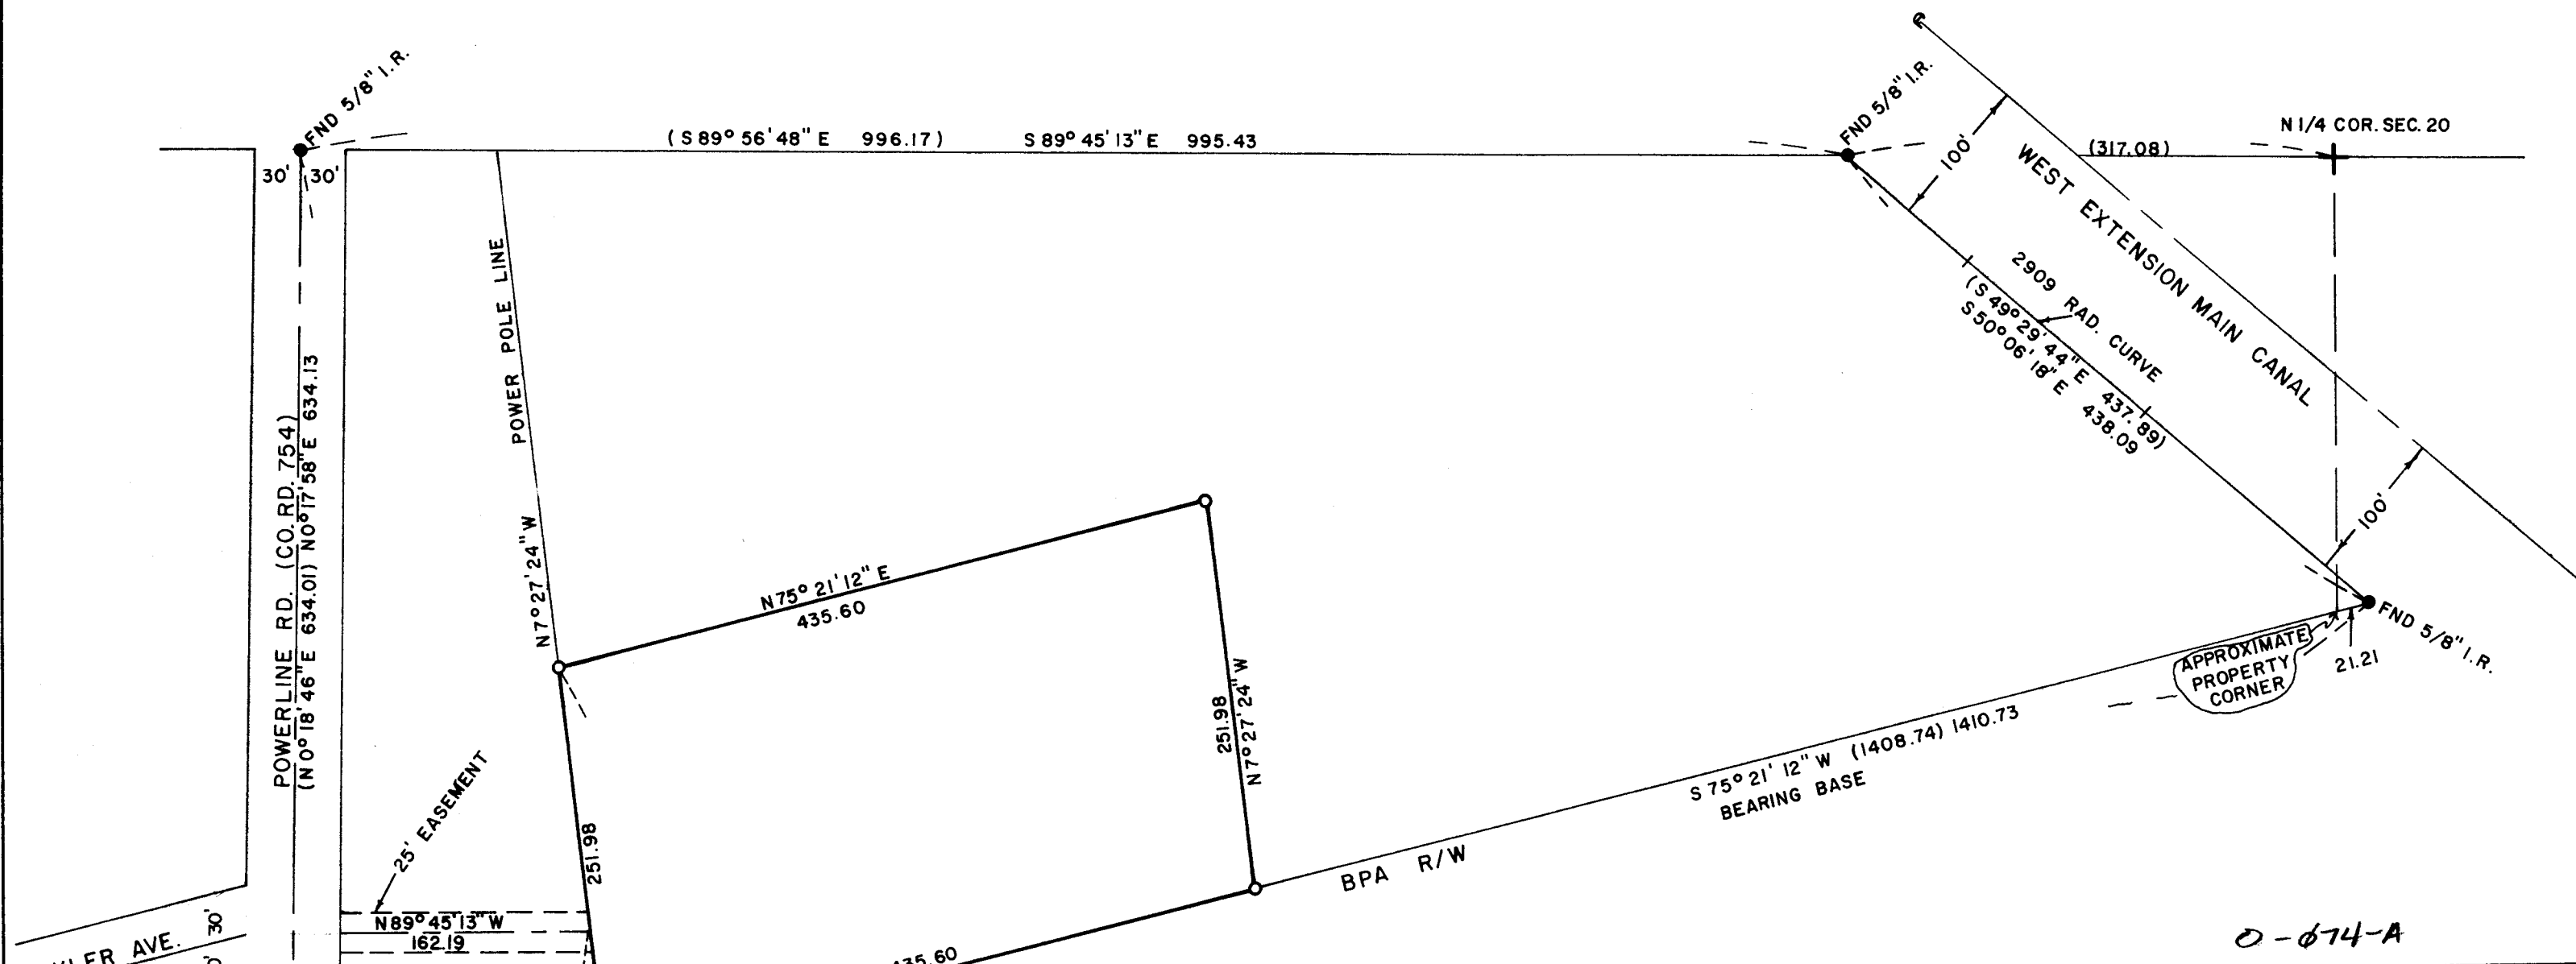 FND 5/8" I.R.
(S 89° 56' 48" E 996.17) S 89° 45' 13" E 995.43
FND 5/8" I.R.
100'
(317.08)
N 1/4 COR. SEC. 20
30' 30'
WEST EXTENSION MAIN CANAL
2909 RAD. CURVE
(S 49° 29' 44" E 437.89)
S 50° 06' 18" E 438.09
100'
POWER POLE LINE
N 7° 27' 24" W
POWERLINE RD. (CO. RD. 754)
(N 0° 18' 46" E 634.01) N 0° 17' 58" E 634.13
N 75° 21' 12" E
435.60
251.98
N 7° 27' 24" W
FND 5/8" I.R.
APPROXIMATE
PROPERTY
CORNER
21.21
S 75° 21' 12" W (1408.74) 1410.73
BEARING BASE
BPA R/W
25' EASEMENT
251.98
N 89° 45' 13" W
162.19
30'
AVE.
435.60
O-074-A